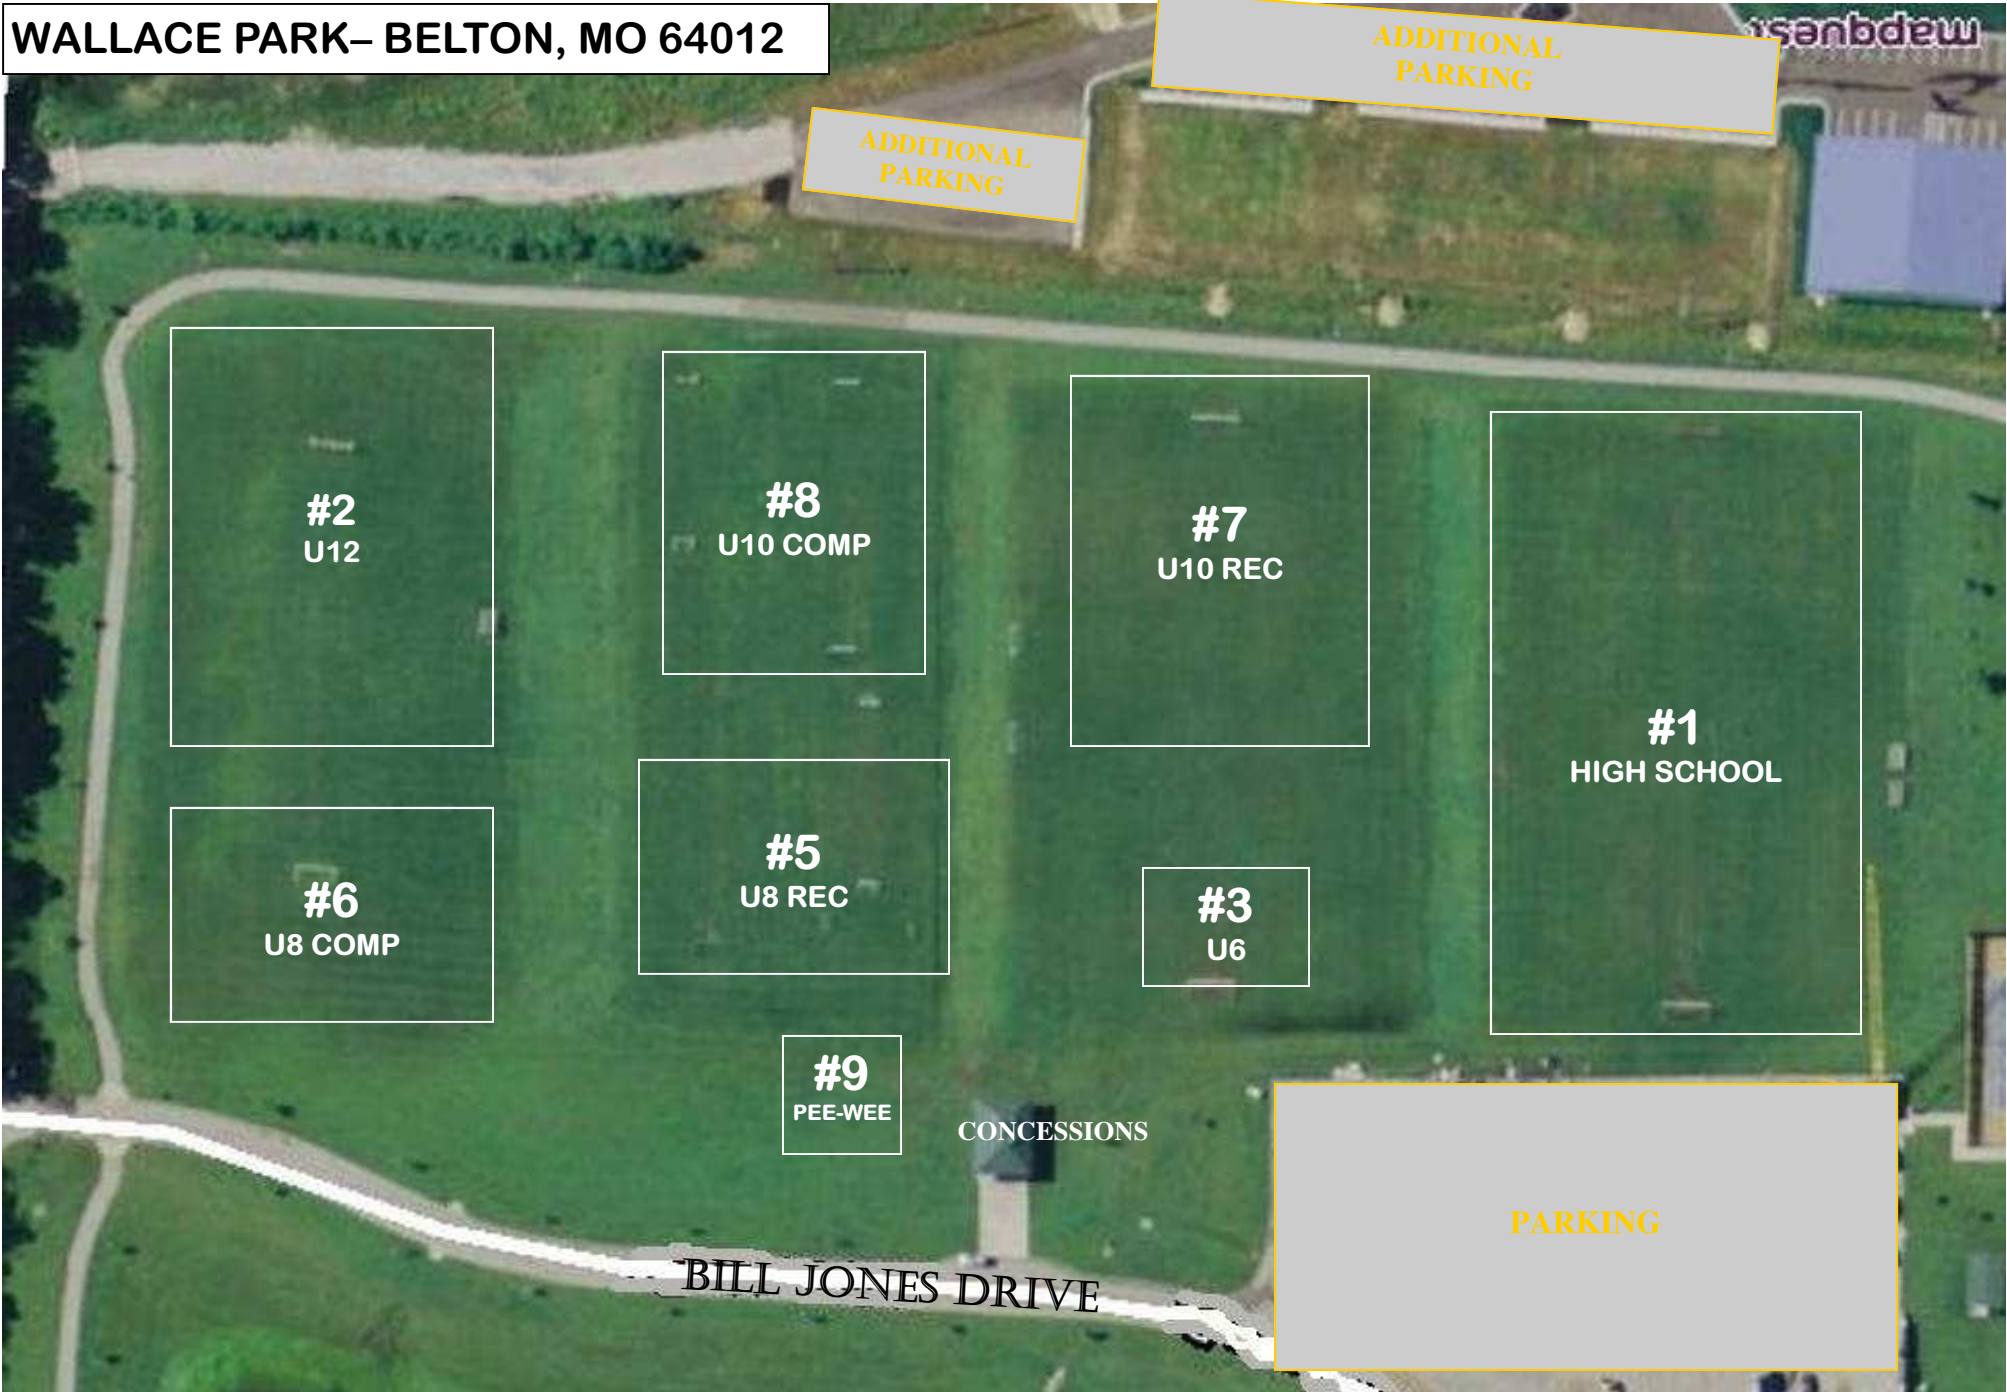 WALLACE PARK– BELTON, MO 64012
ADDITIONAL
PARKING
mapques
ADDITIONAL
PARKING
#2
U12
#8
U10 COMP
#7
U10 REC
#1
HIGH SCHOOL
#6
U8 COMP
#5
U8 REC
#3
U6
#9
PEE-WEE
CONCESSIONS
PARKING
BILL JONES DRIVE